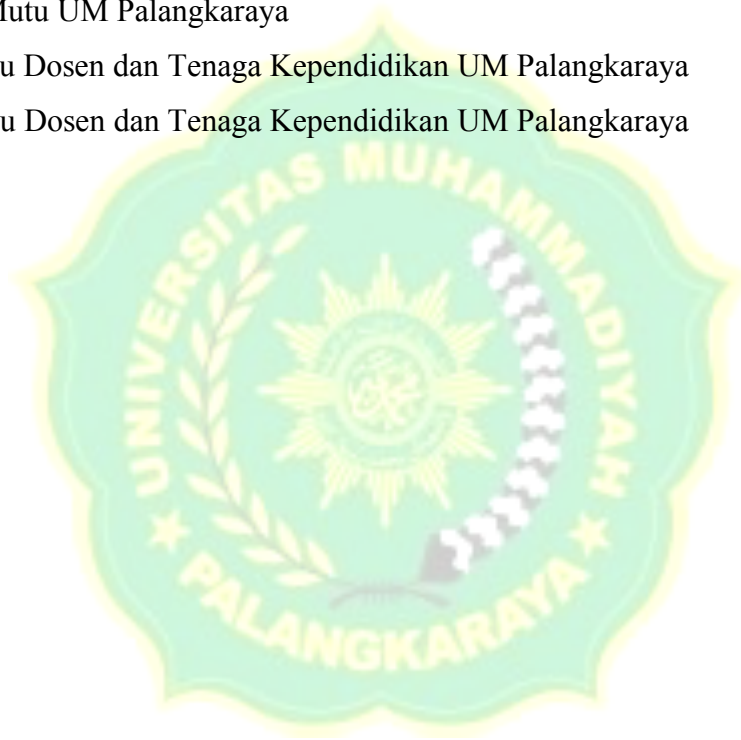 Mutu UM Palangkaraya
u Dosen dan Tenaga Kependidikan UM Palangkaraya
u Dosen dan Tenaga Kependidikan UM Palangkaraya
UNIVERSITAS MUHAMMADIYAH
PALANGKARAYA